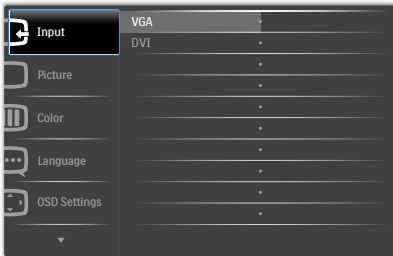 Input
VGA
DVI
Picture
Color
Language
OSD Settings